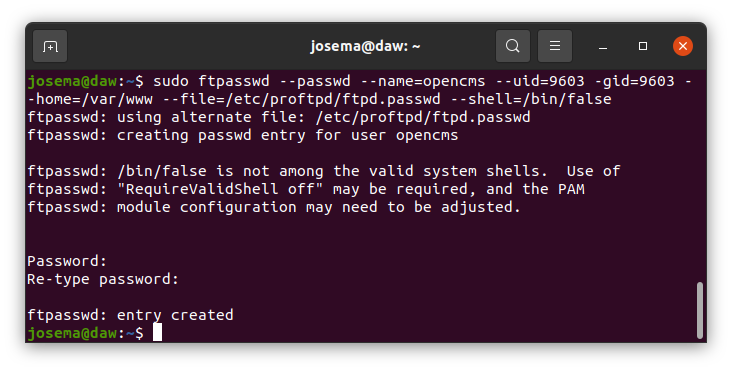 josema@daw: ~
josema@daw:~$ sudo ftpasswd --passwd --name=opencms --uid=9603 -gid=9603 -
-home=/var/www --file=/etc/proftpd/ftpd.passwd --shell=/bin/false
ftpasswd: using alternate file: /etc/proftpd/ftpd.passwd
ftpasswd: creating passwd entry for user opencms
ftpasswd: /bin/false is not among the valid system shells.  Use of
ftpasswd: "RequireValidShell off" may be required, and the PAM
ftpasswd: module configuration may need to be adjusted.
Password:
Re-type password:
ftpasswd: entry created
josema@daw:~$